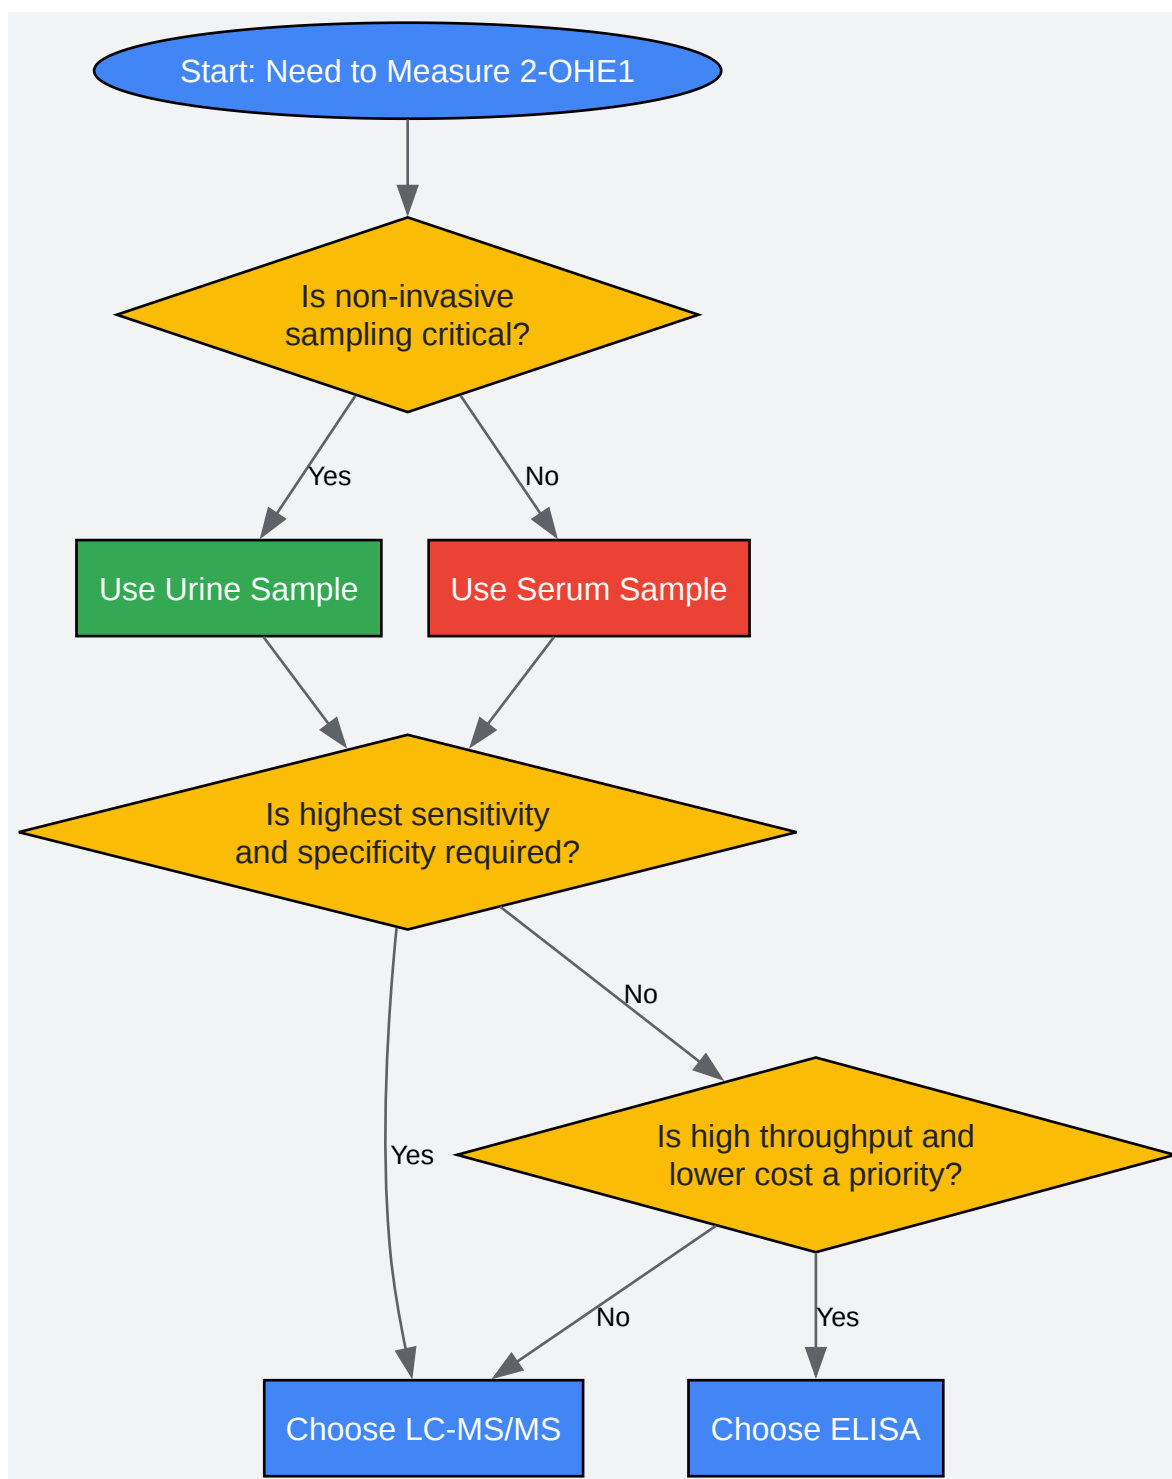 Start: Need to Measure 2-OHE1
Is non-invasive
sampling critical?
Yes
No
Use Urine Sample
Use Serum Sample
Is highest sensitivity
and specificity required?
No
Yes
Is high throughput and
lower cost a priority?
No
Yes
Choose LC-MS/MS
Choose ELISA